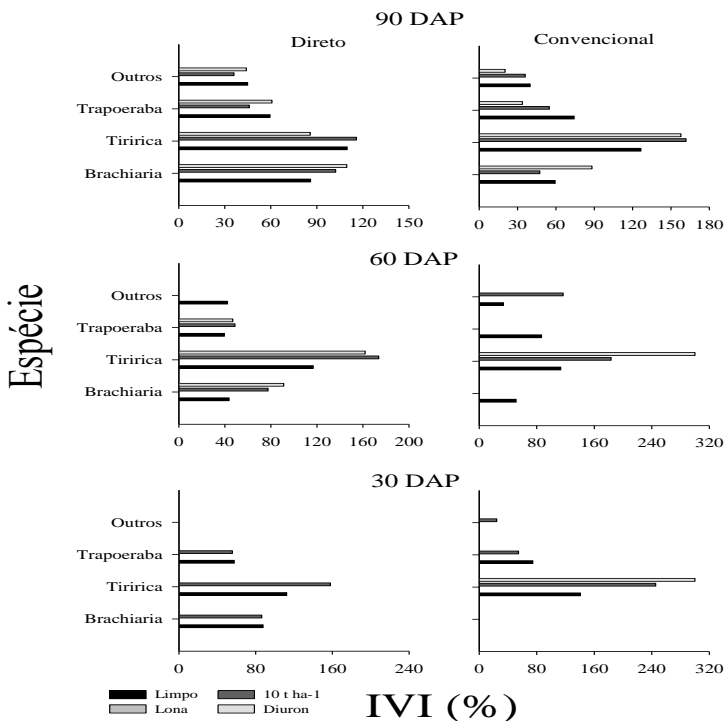 90 DAP
Direto
Convencional
Outros
Trapoeraba
Tiririca
Brachiaria
0 30 60 90 120 150
0 30 60 90 120 150 180
60 DAP
Espécie
Outros
Trapoeraba
Tiririca
Brachiaria
0 40 80 120 160 200
0 80 160 240 320
30 DAP
Outros
Trapoeraba
Tiririca
Brachiaria
0 60 120 180 240
0 80 160 240 320
Limpo 10 t ha-1
Lona Diuron
IVI (%)